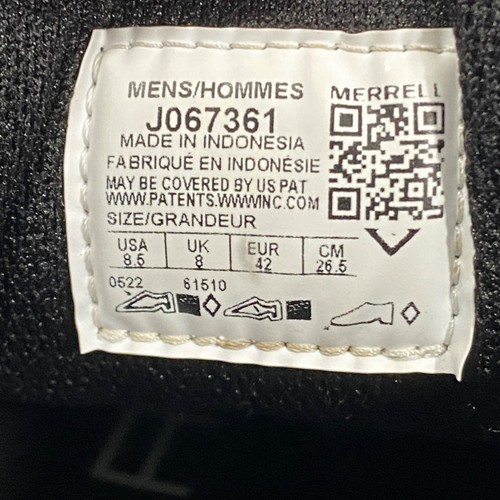 MENS/HOMMES
MERRELL
J067361
MADE IN INDONESIA
FABRIQUÉ EN INDONÉSIE
MAY BE COVERED BY US PAT
WWW.PATENTS.WWWINC.COM
SIZE/GRANDEUR
USA UK EUR CM
8.5 8 42 26.5
0522 61510